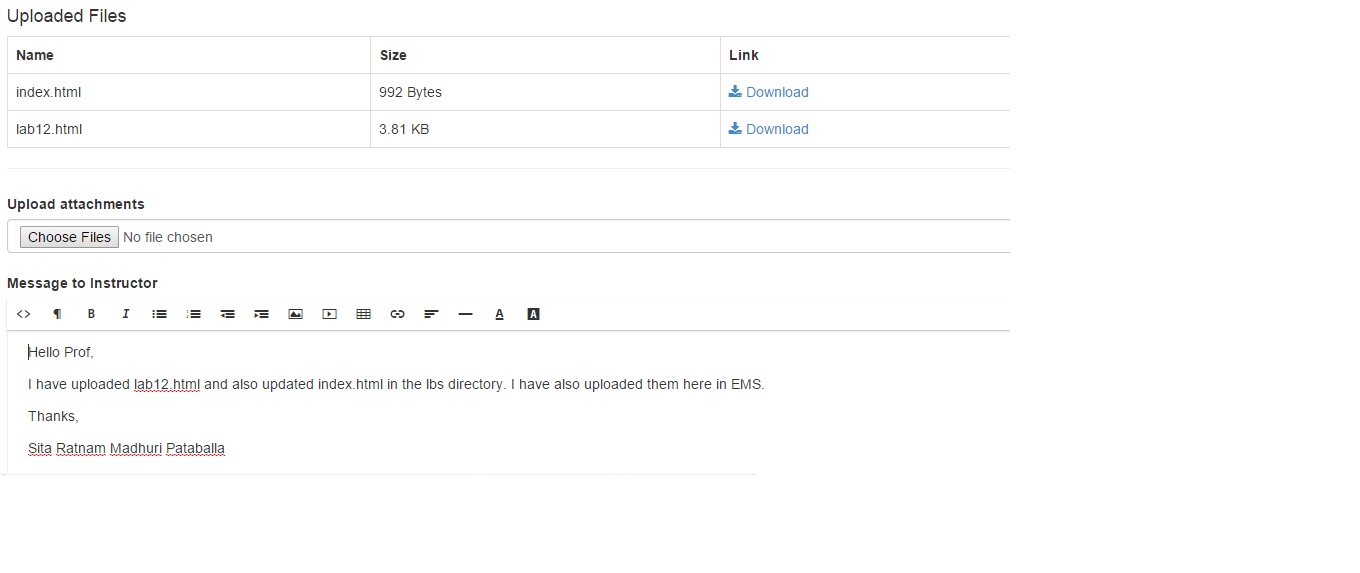 Uploaded Files
Name Size Link
index.html 992 Bytes Download
lab12.html 3.81 KB Download
Upload attachments
Choose Files No file chosen
Message to Instructor
<> ¶ B I A A
Hello Prof,
I have uploaded lab12.html and also updated index.html in the lbs directory. I have also uploaded them here in EMS.
Thanks,
Sita Ratnam Madhuri Pataballa